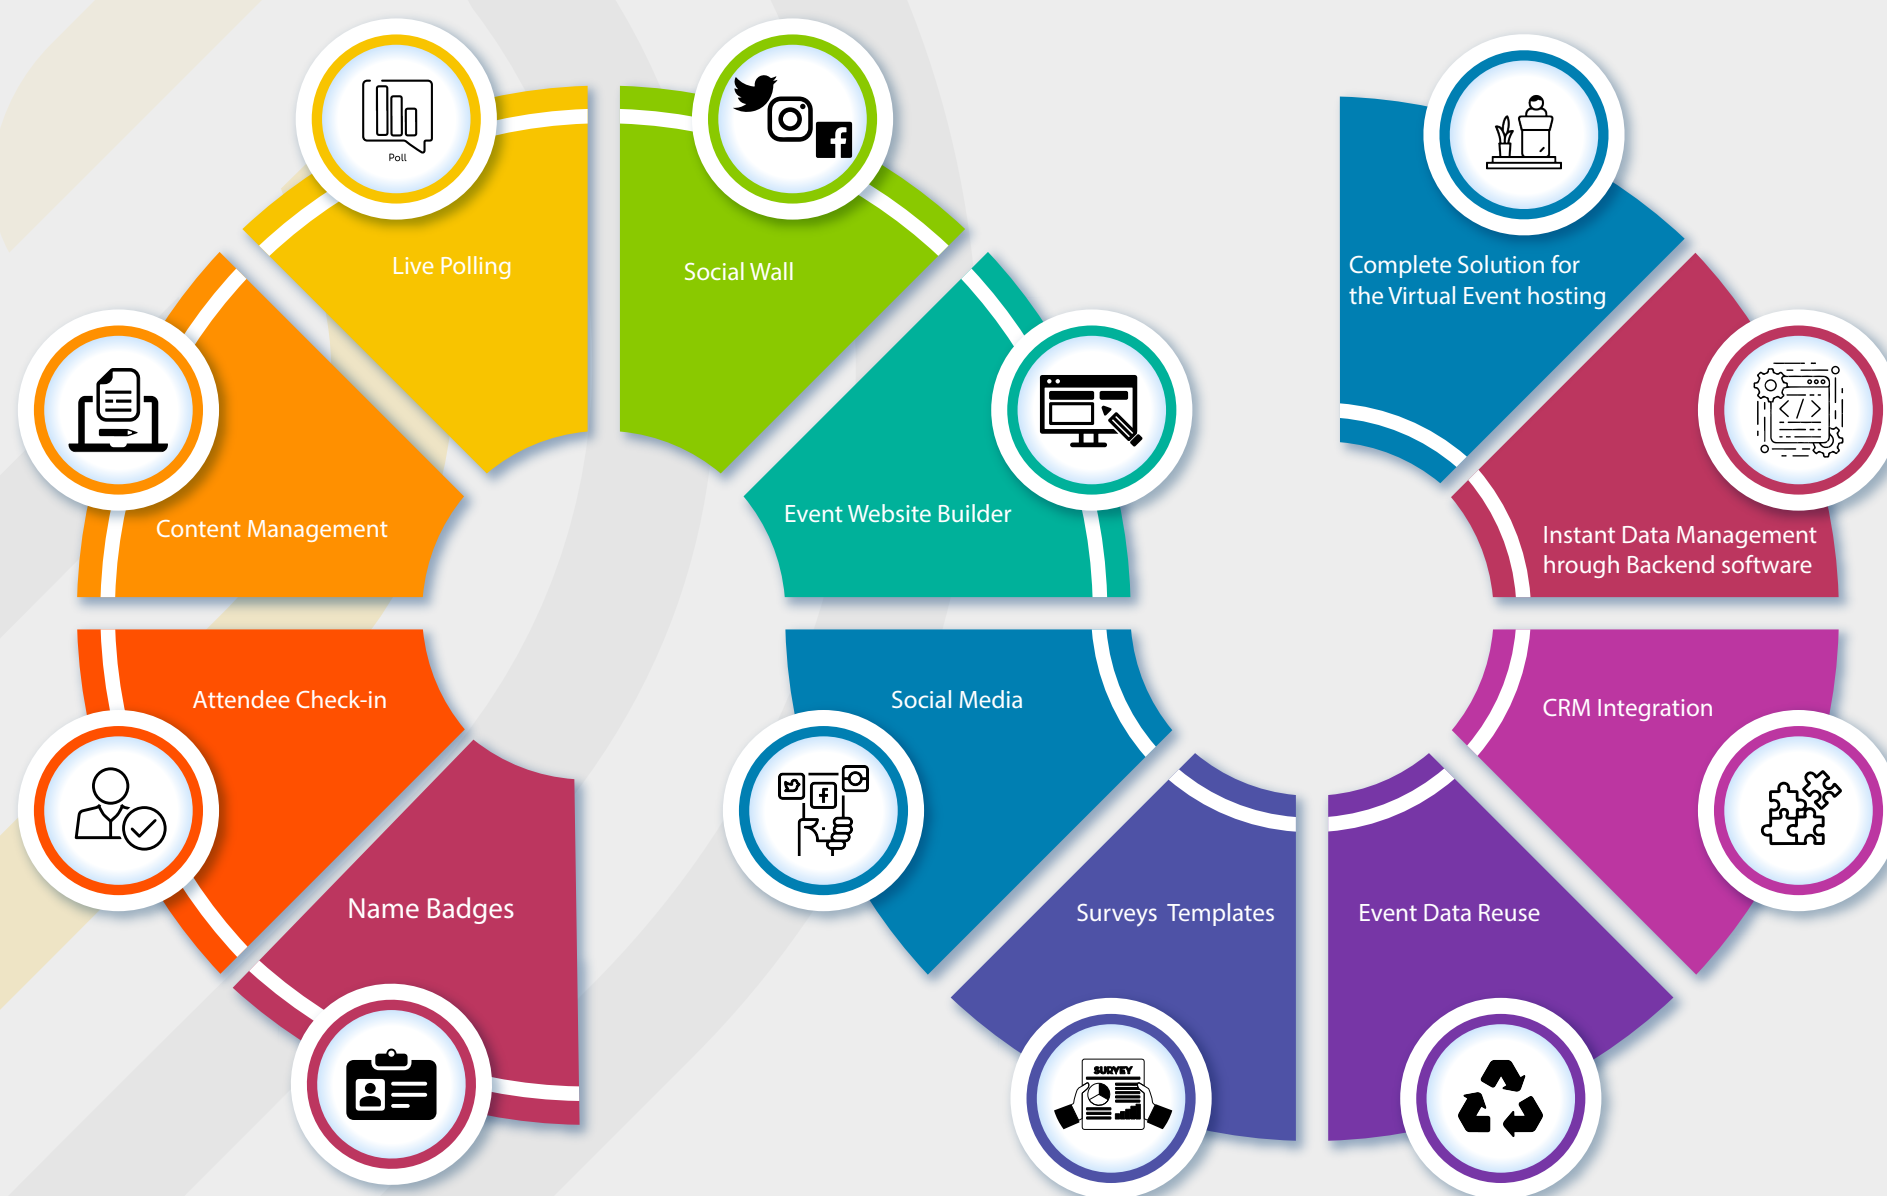 Poll
Live Polling
Social Wall
Complete Solution for
the Virtual Event hosting
Content Management
Event Website Builder
Instant Data Management
hrough Backend software
Attendee Check-in
Social Media
CRM Integration
Name Badges
Surveys Templates
Event Data Reuse
SURVEY